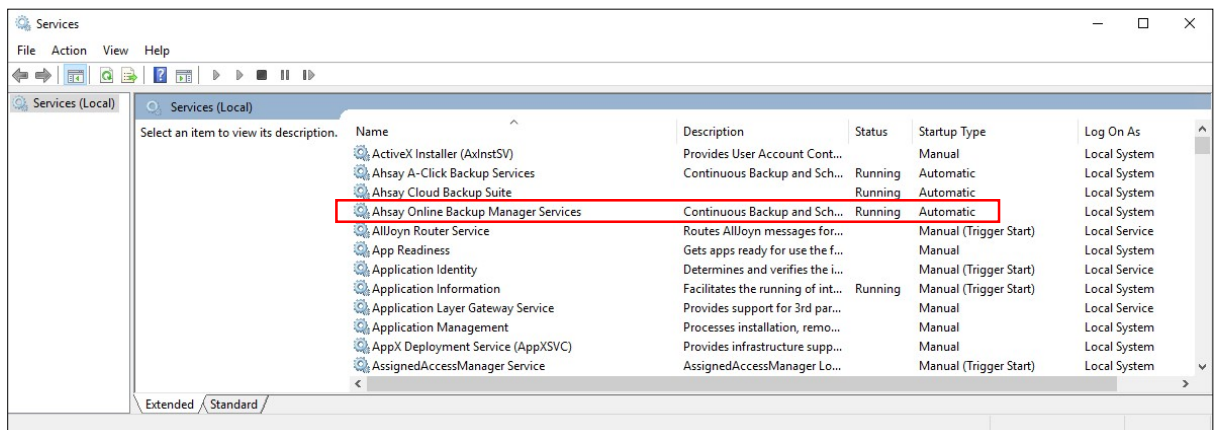 Services
File Action View Help
Services (Local)
Services (Local)
Select an item to view its description.
Name Description Status Startup Type Log On As
ActiveX Installer (AxInstSV) Provides User Account Cont... Manual Local System
Ahsay A-Click Backup Services Continuous Backup and Sch... Running Automatic Local System
Ahsay Cloud Backup Suite Running Automatic Local System
Ahsay Online Backup Manager Services Continuous Backup and Sch... Running Automatic Local System
AllJoyn Router Service Routes AllJoyn messages for... Manual (Trigger Start) Local Service
App Readiness Gets apps ready for use the f... Manual Local System
Application Identity Determines and verifies the i... Manual (Trigger Start) Local Service
Application Information Facilitates the running of int... Running Manual (Trigger Start) Local System
Application Layer Gateway Service Provides support for 3rd par... Manual Local Service
Application Management Processes installation, remo... Manual Local System
AppX Deployment Service (AppXSVC) Provides infrastructure supp... Manual Local System
AssignedAccessManager Service AssignedAccessManager Lo... Manual (Trigger Start) Local System
Extended Standard